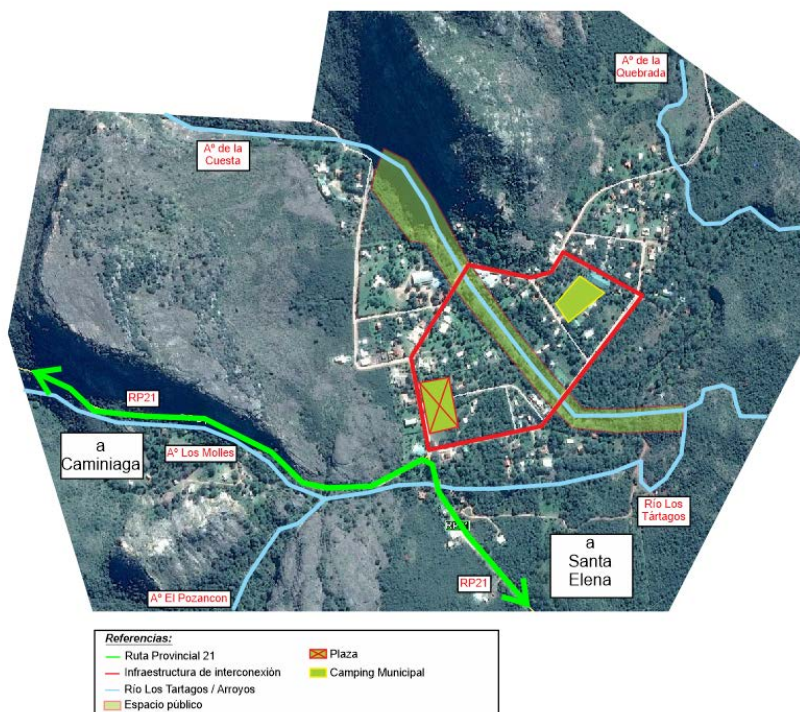 Aº de la
Quebrada
Aº de la
Cuesta
RP21
a
Caminiaga
Aº Los Molles
Río Los
Tártagos
a
Santa
Elena
RP21
Aº El Pozancon
Referencias:
Ruta Provincial 21
Infraestructura de interconexión
Río Los Tartagos / Arroyos
Espacio público
Plaza
Camping Municipal